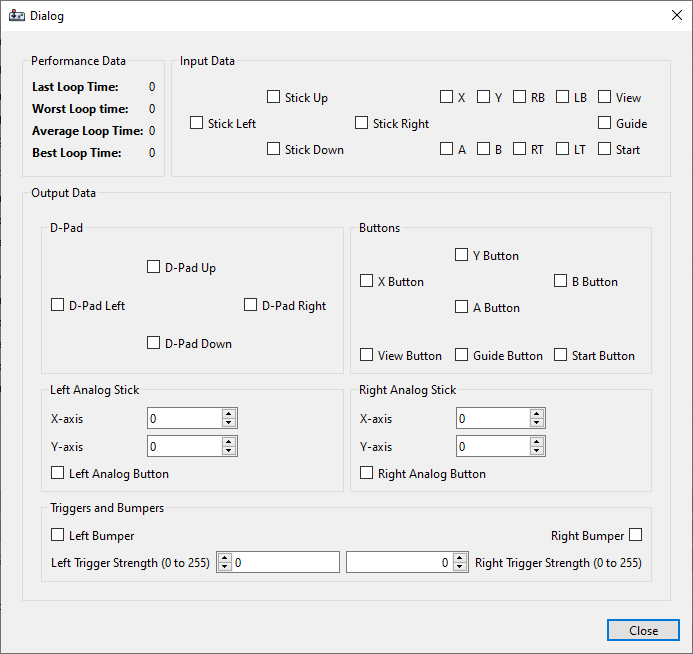 Dialog
Performance Data
Last Loop Time: 0
Worst Loop time: 0
Average Loop Time: 0
Best Loop Time: 0
Input Data
Stick Up X Y RB LB View
Stick Left Stick Right Guide
Stick Down A B RT LT Start
Output Data
D-Pad
D-Pad Up
D-Pad Left D-Pad Right
D-Pad Down
Buttons
Y Button
X Button B Button
A Button
View Button Guide Button Start Button
Left Analog Stick
X-axis 0
Y-axis 0
Left Analog Button
Right Analog Stick
X-axis 0
Y-axis 0
Right Analog Button
Triggers and Bumpers
Left Bumper Right Bumper
Left Trigger Strength (0 to 255) 0 0 Right Trigger Strength (0 to 255)
Close